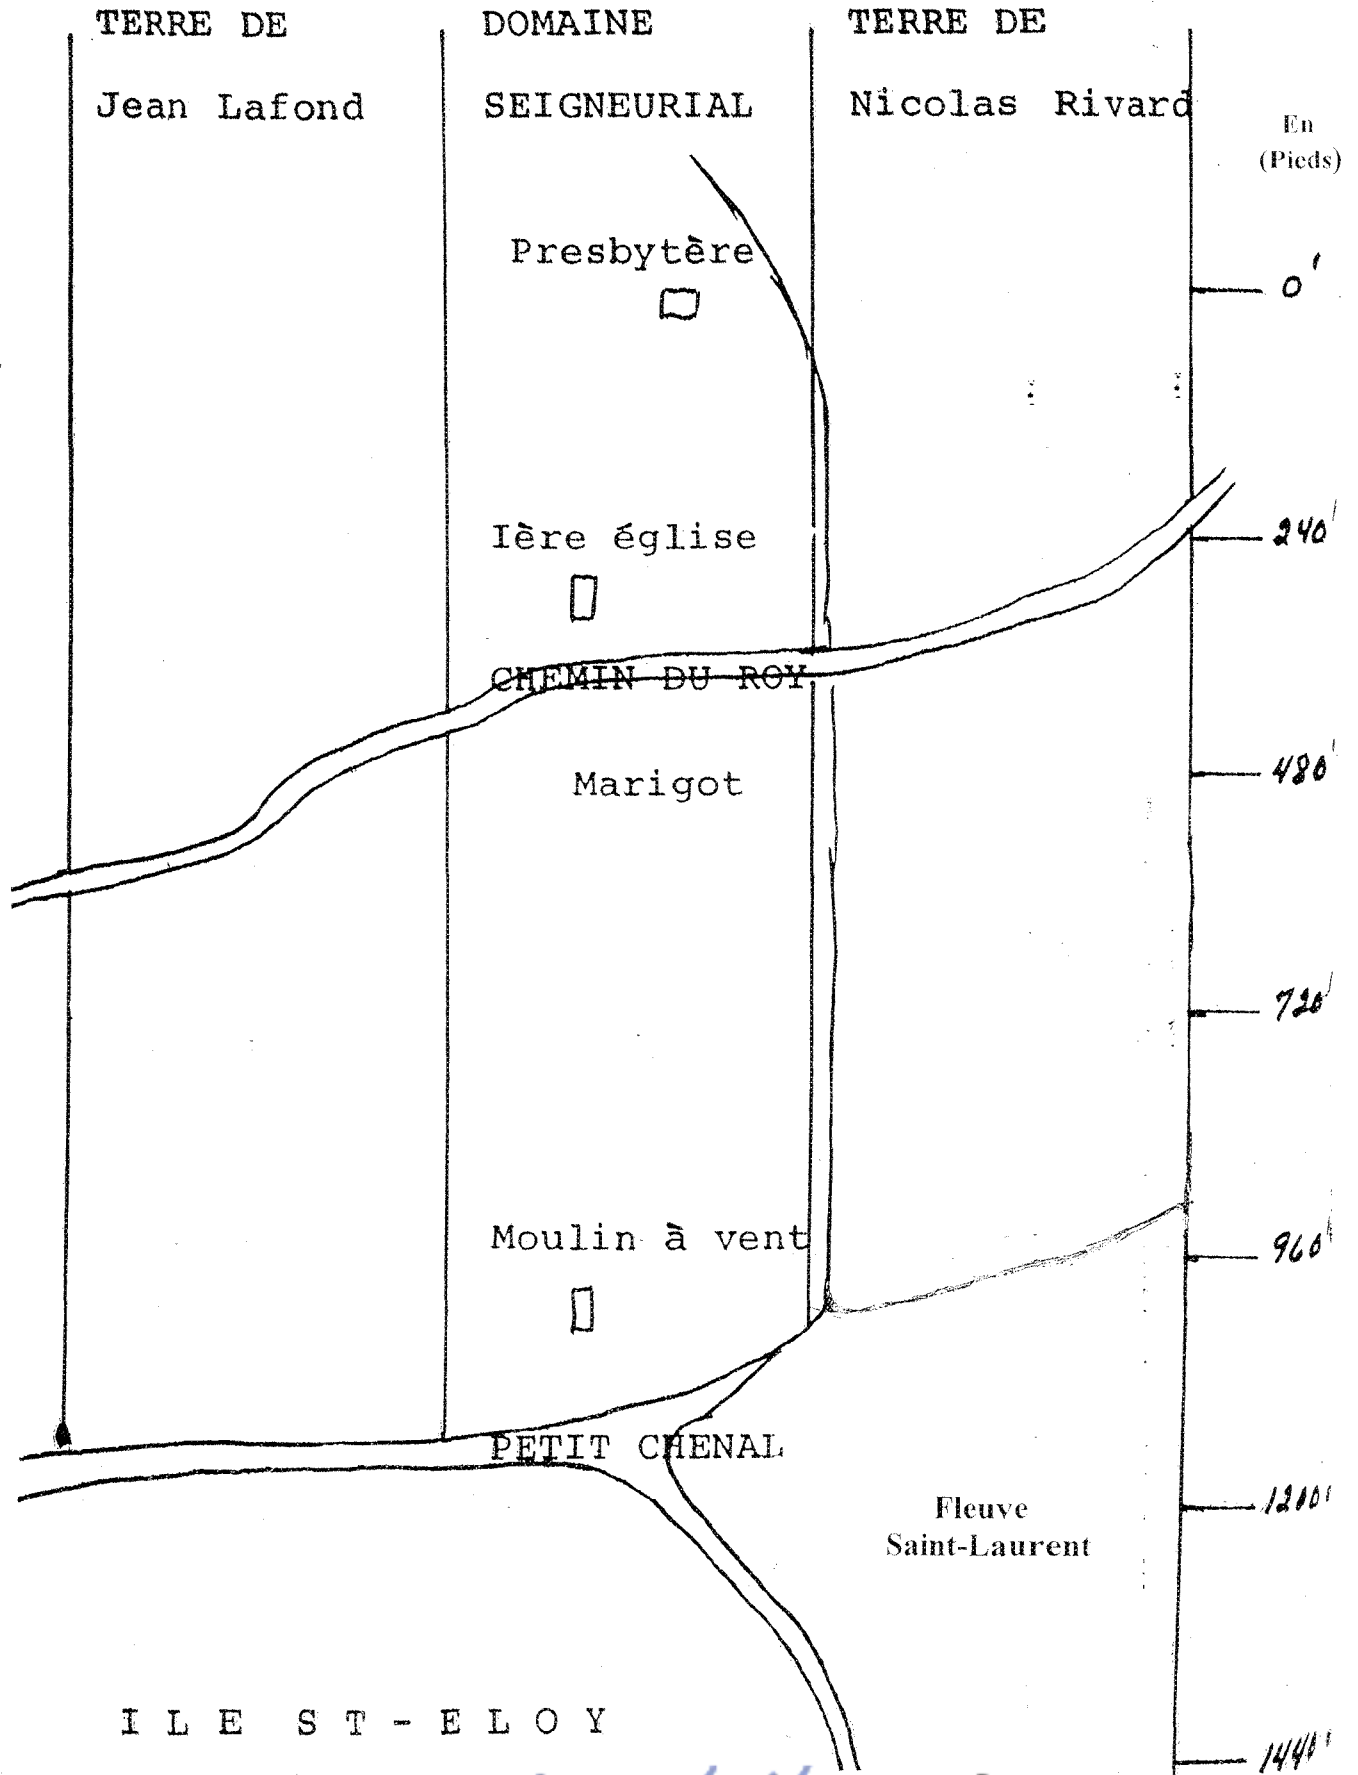 TERRE DE
Jean Lafond
DOMAINE
SEIGNEURIAL
TERRE DE
Nicolas Rivard
En
(Pieds)
Presbytère
0'
Ière église
240'
CHEMIN DU ROY
Marigot
480'
720'
Moulin à vent
960'
PETIT CHENAL
Fleuve
Saint-Laurent
1200'
ILE ST-ELOY
1440'